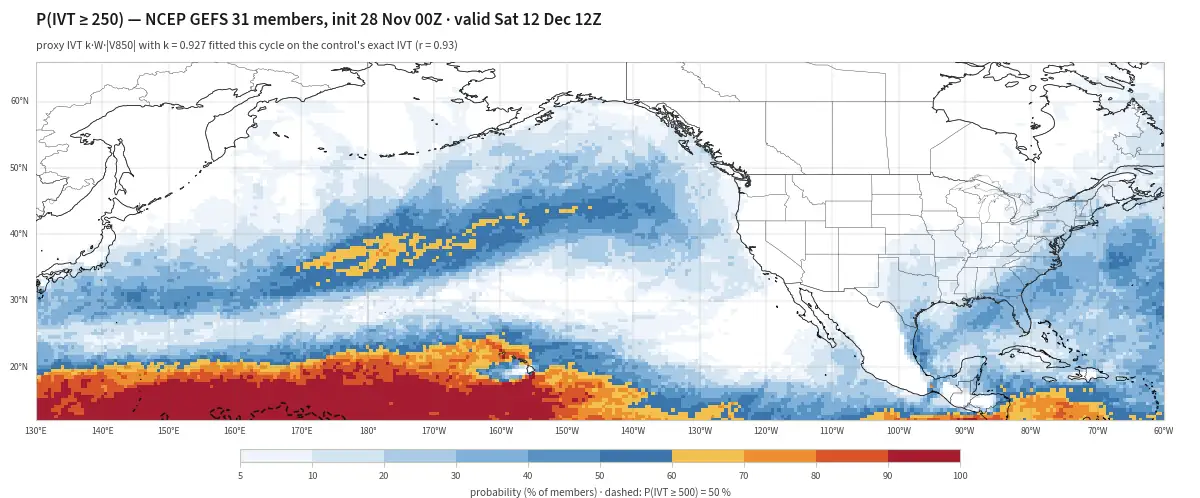 P(IVT ≥ 250) — NCEP GEFS 31 members, init 28 Nov 00Z · valid Sat 12 Dec 12Z
proxy IVT k·W·|V850| with k = 0.927 fitted this cycle on the control's exact IVT (r = 0.93)
60°N
50°N
40°N
30°N
20°N
130°E 140°E 150°E 160°E 170°E 180° 170°W 160°W 150°W 140°W 130°W 120°W 110°W 100°W 90°W 80°W 70°W 60°W
5 10 20 30 40 50 60 70 80 90 100
probability (% of members) · dashed: P(IVT ≥ 500) = 50 %